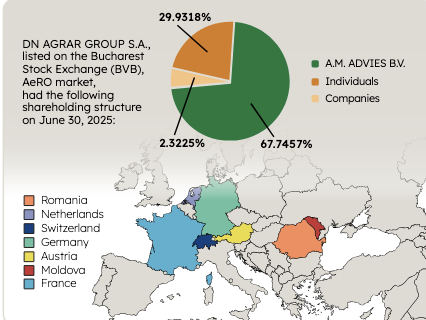 29.9318%
DN AGRAR GROUP S.A.,
listed on the Bucharest
Stock Exchange (BVB),
AeRO market,
had the following
shareholding structure
on June 30, 2025:
A.M. ADVIES B.V.
Individuals
Companies
2.3225%
67.7457%
Romania
Netherlands
Switzerland
Germany
Austria
Moldova
France